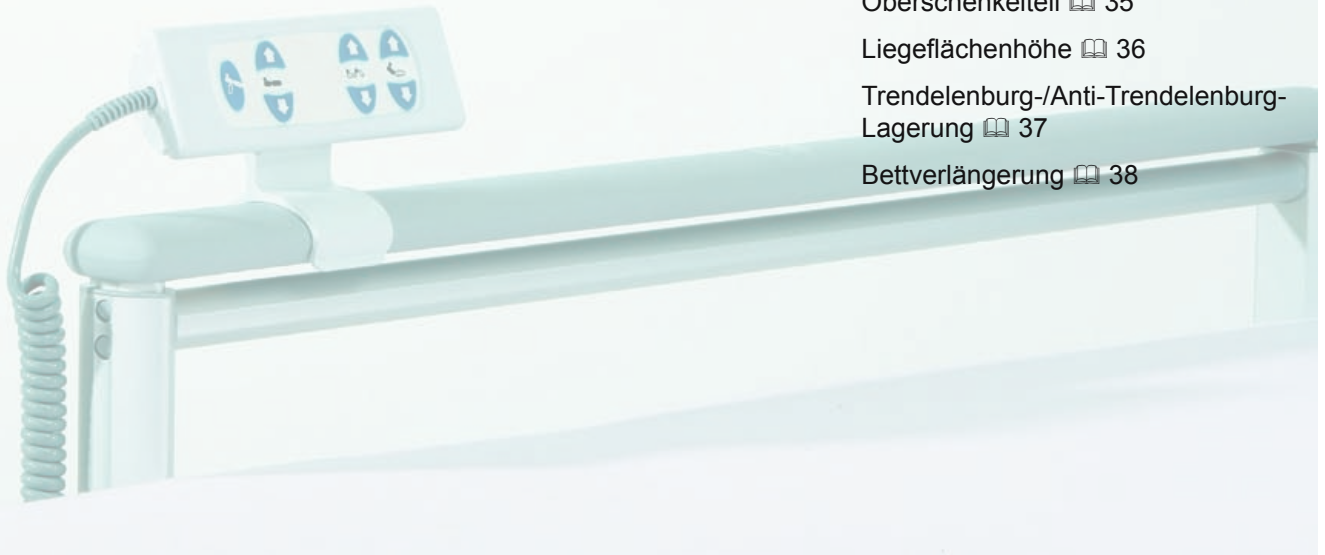 Oberschenkelteil 🕮 35
Liegeflächenhöhe 🕮 36
Trendelenburg-/Anti-Trendelenburg-
Lagerung 🕮 37
Bettverlängerung 🕮 38